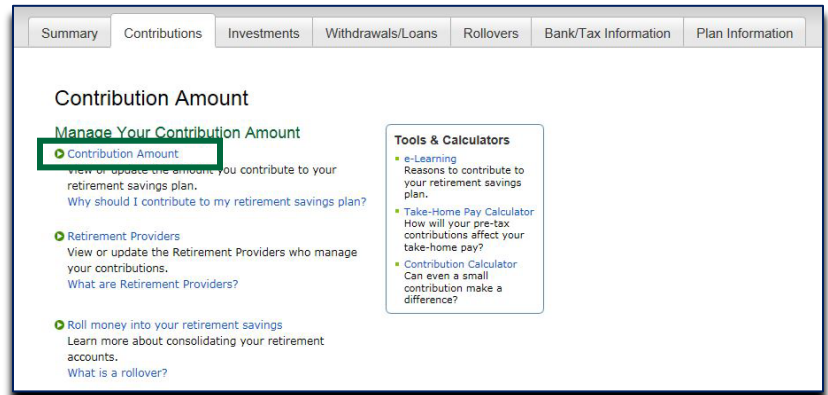 Summary Contributions Investments Withdrawals/Loans Rollovers Bank/Tax Information Plan Information
Contribution Amount
Manage Your Contribution Amount
Contribution Amount
View or update the amount you contribute to your
retirement savings plan.
Why should I contribute to my retirement savings plan?
Retirement Providers
View or update the Retirement Providers who manage
your contributions.
What are Retirement Providers?
Roll money into your retirement savings
Learn more about consolidating your retirement
accounts.
What is a rollover?
Tools & Calculators
e-Learning
Reasons to contribute to
your retirement savings
plan.
Take-Home Pay Calculator
How will your pre-tax
contributions affect your
take-home pay?
Contribution Calculator
Can even a small
contribution make a
difference?